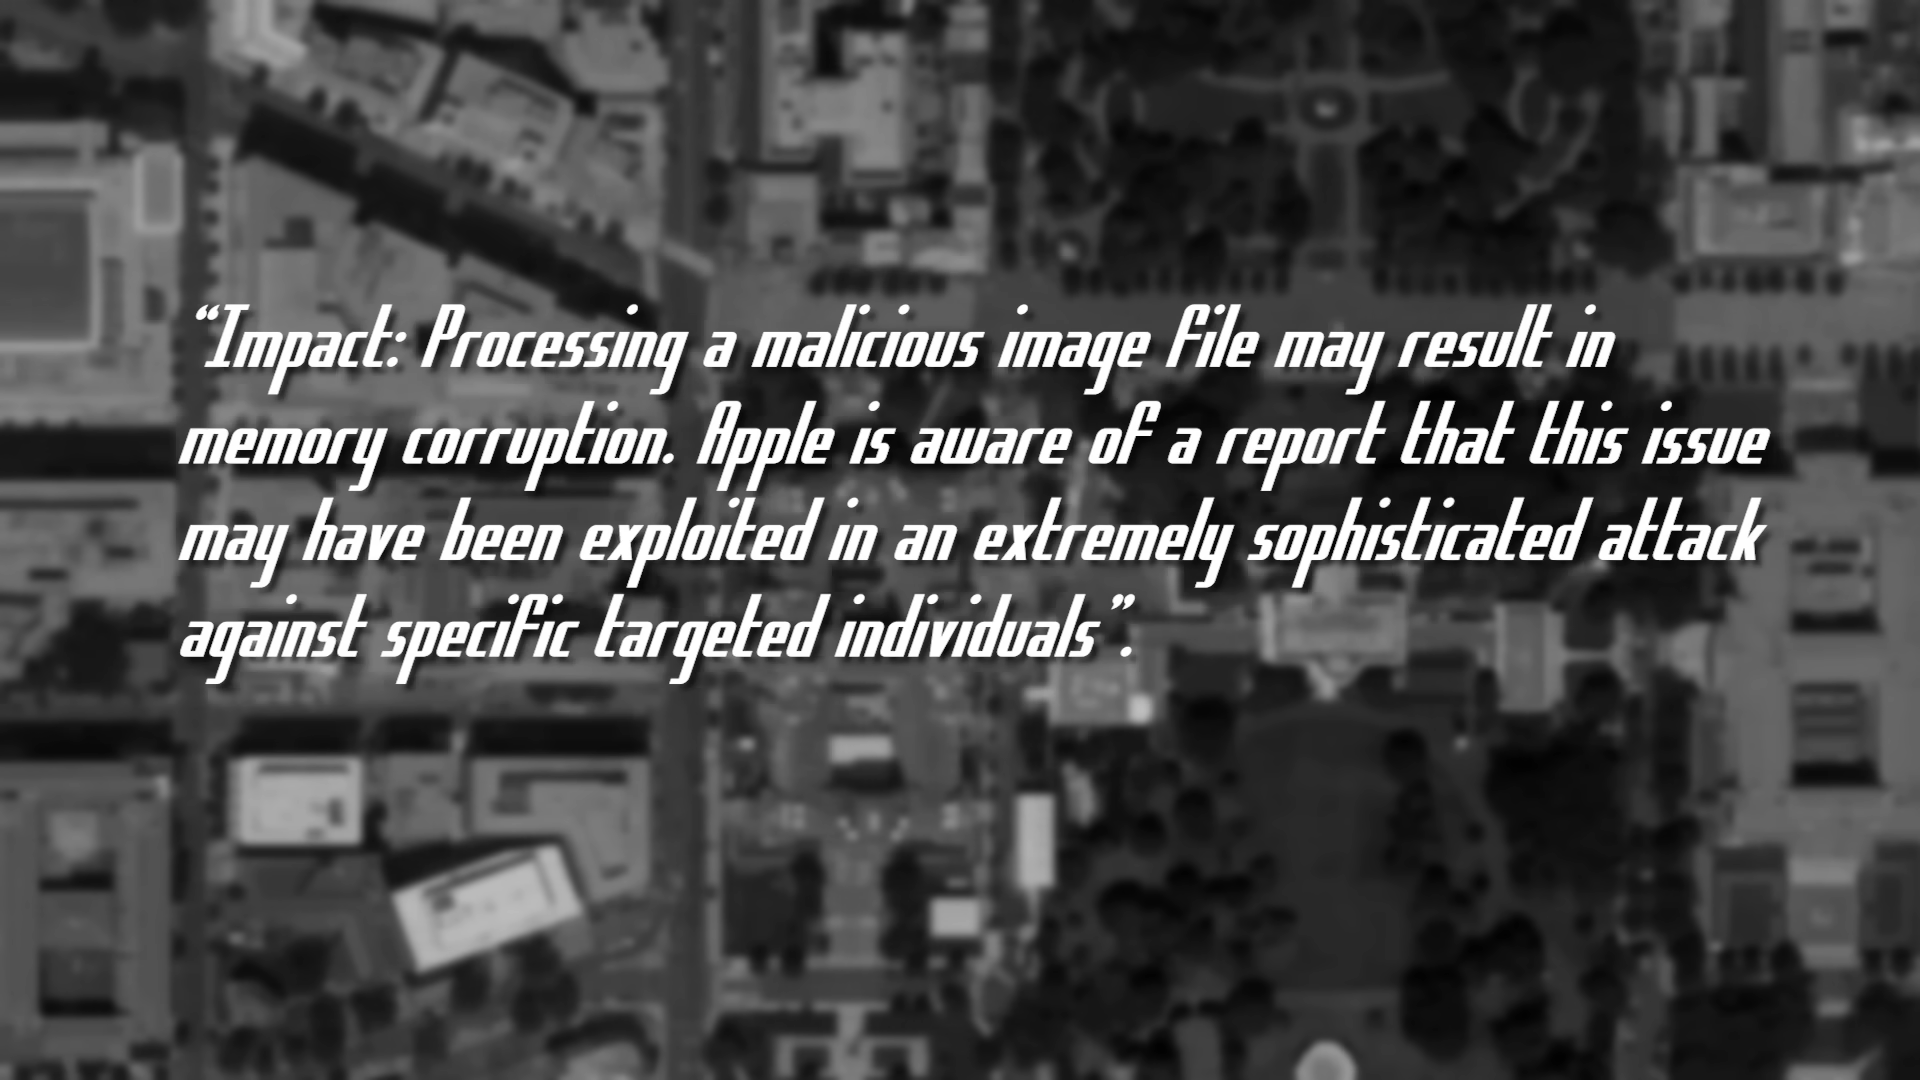 “Impact: Processing a malicious image file may result in
memory corruption. Apple is aware of a report that this issue
may have been exploited in an extremely sophisticated attack
against specific targeted individuals”.